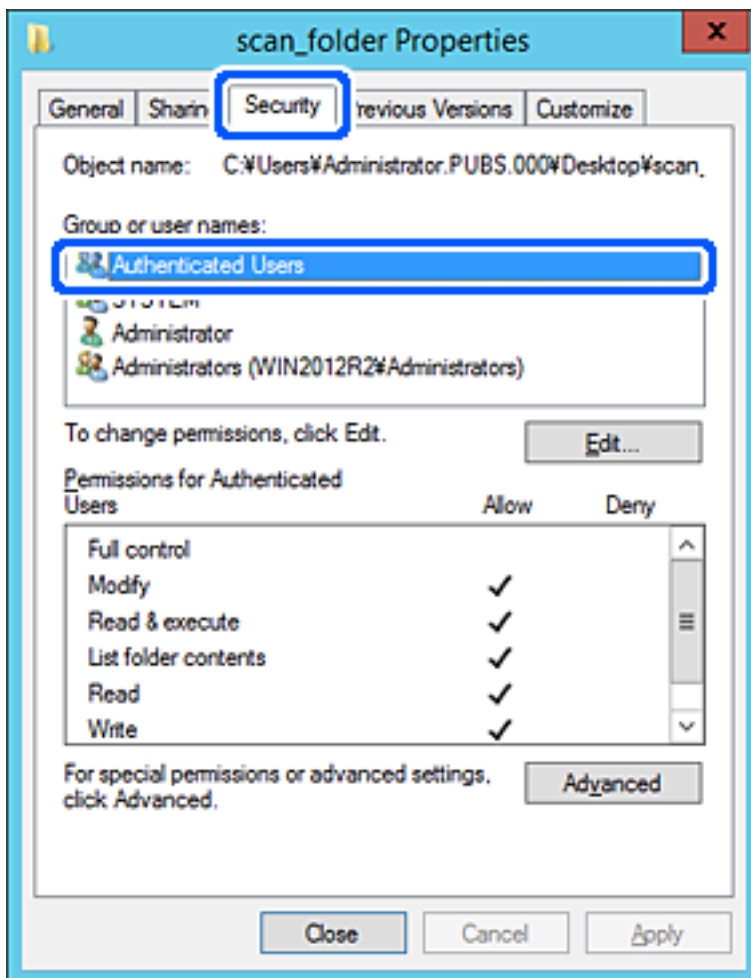 scan_folder Properties
x
General Security Previous Versions Customize
Object name: C:¥Users¥Administrator.PUBS.000¥Desktop¥scan_
Group or user names:
Authenticated Users
SYSTEM
Administrator
Administrators (WIN2012R2¥Administrators)
To change permissions, click Edit.
Edit...
Permissions for Authenticated
Users Allow Deny
Full control
Modify
Read & execute
List folder contents
Read
Write
For special permissions or advanced settings,
click Advanced.
Advanced
Close Cancel Apply